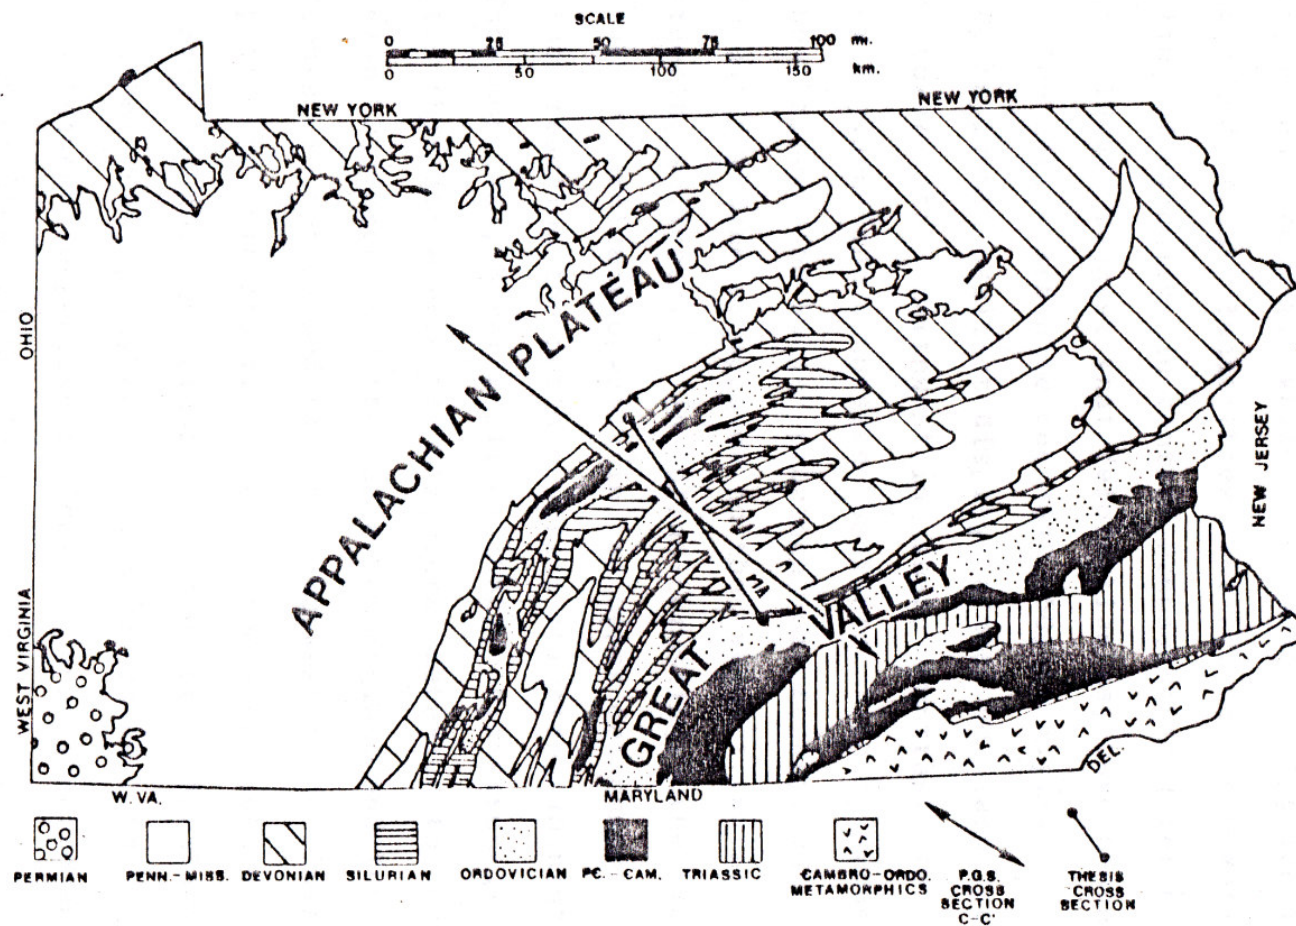 SCALE
0 25 50 75 100 mi.
0 50 100 150 km.
NEW YORK
NEW YORK
OHIO
WEST VIRGINIA
APPALACHIAN PLATEAU
GREAT VALLEY
NEW JERSEY
DEL.
W. VA.
MARYLAND
PERMIAN
PENN.-MISS.
DEVONIAN
SILURIAN
ORDOVICIAN
PC.-CAM.
TRIASSIC
CAMBRO-ORDO.
METAMORPHICS
P.G.S.
CROSS
SECTION
C-C'
THESIS
CROSS
SECTION